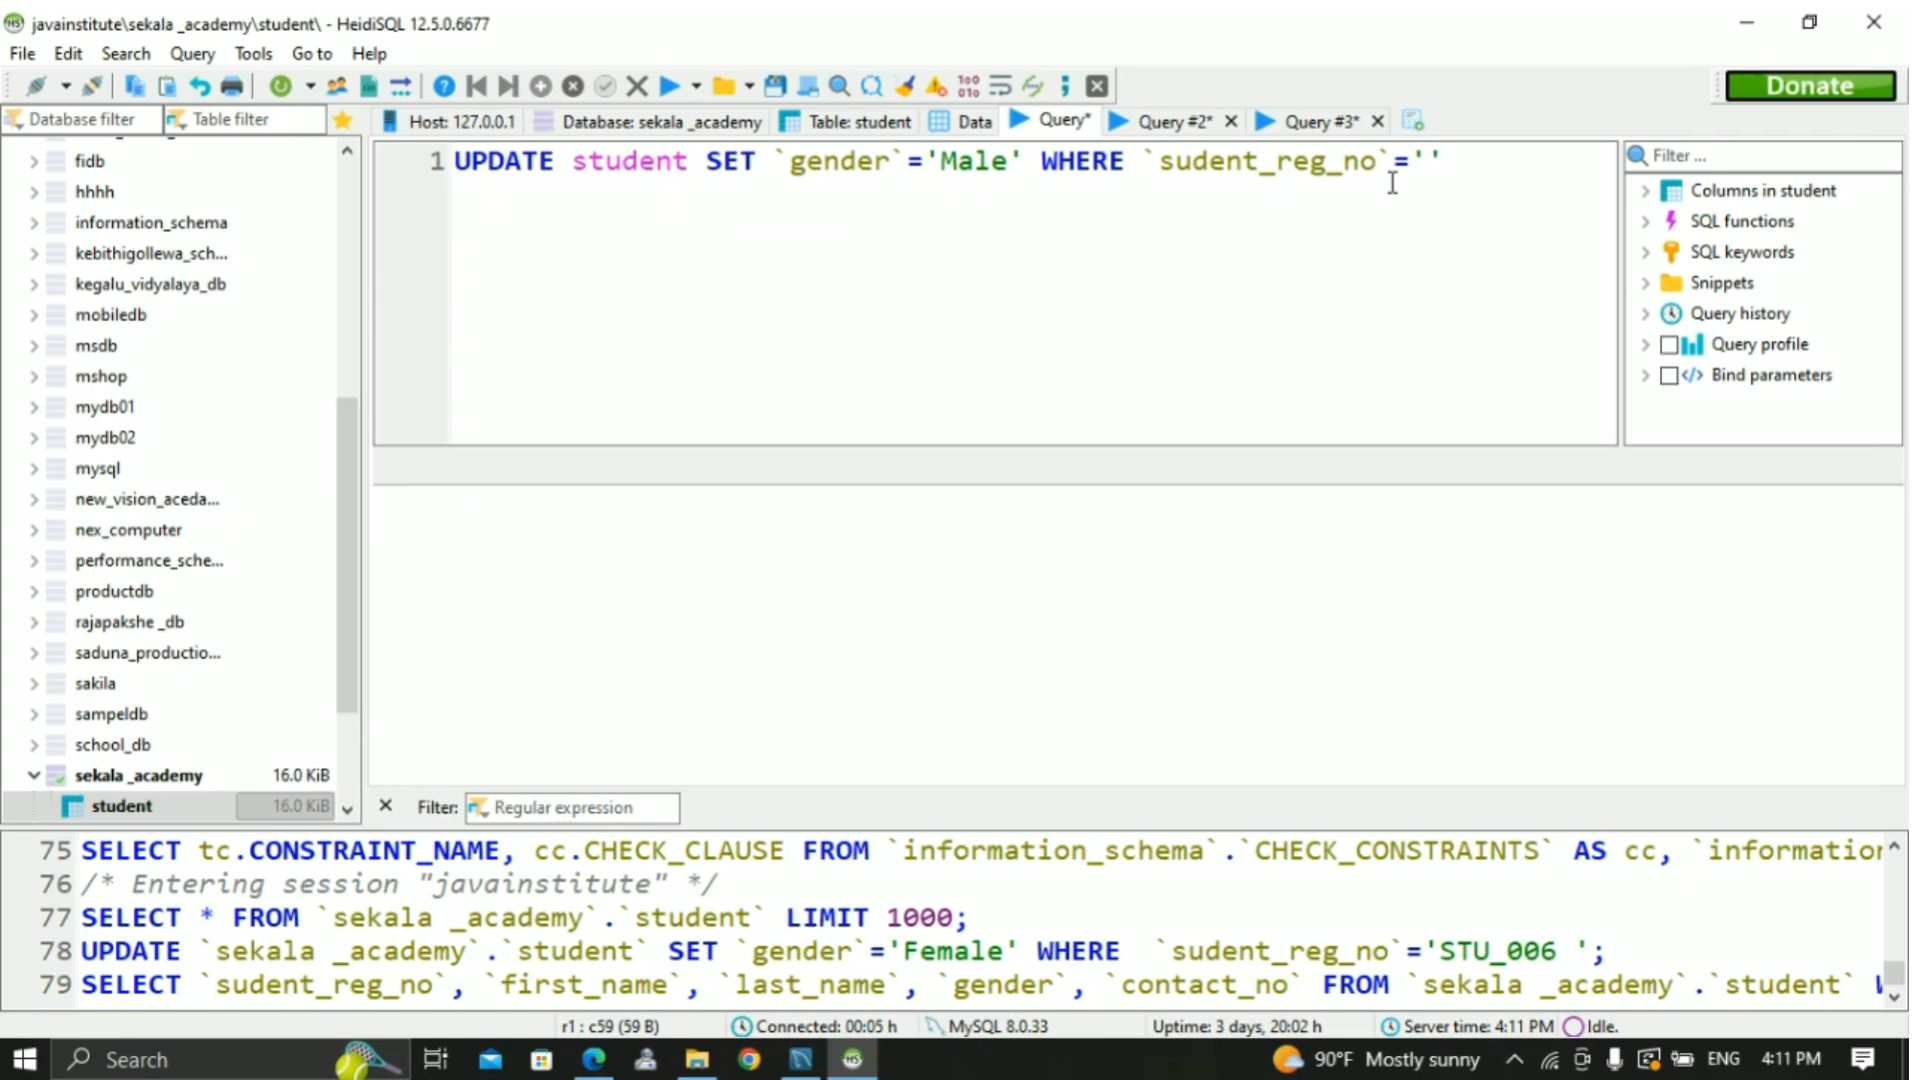 javainstitute\sekala _academy\student\ - HeidiSQL 12.5.0.6677
File Edit Search Query Tools Go to Help
Donate
Database filter Table filter Host: 127.0.0.1 Database: sekala _academy Table: student Data Query* Query #2* Query #3*
1 UPDATE student SET `gender`='Male' WHERE `sudent_reg_no`=''
Filter ...
Columns in student
SQL functions
SQL keywords
Snippets
Query history
Query profile
Bind parameters
fidb
hhhh
information_schema
kebithigollewa_sch...
kegalu_vidyalaya_db
mobiledb
msdb
mshop
mydb01
mydb02
mysql
new_vision_aceda...
nex_computer
performance_sche...
productdb
rajapakshe _db
saduna_productio...
sakila
sampeldb
school_db
sekala _academy 16.0 KiB
student 16.0 KiB
Filter: Regular expression
75 SELECT tc.CONSTRAINT_NAME, cc.CHECK_CLAUSE FROM `information_schema`.`CHECK_CONSTRAINTS` AS cc, `information
76 /* Entering session "javainstitute" */
77 SELECT * FROM `sekala _academy`.`student` LIMIT 1000;
78 UPDATE `sekala _academy`.`student` SET `gender`='Female' WHERE  `sudent_reg_no`='STU_006 ';
79 SELECT `sudent_reg_no`, `first_name`, `last_name`, `gender`, `contact_no` FROM `sekala _academy`.`student`
r1 : c59 (59 B) Connected: 00:05 h MySQL 8.0.33 Uptime: 3 days, 20:02 h Server time: 4:11 PM Idle.
Search 90°F Mostly sunny ENG 4:11 PM